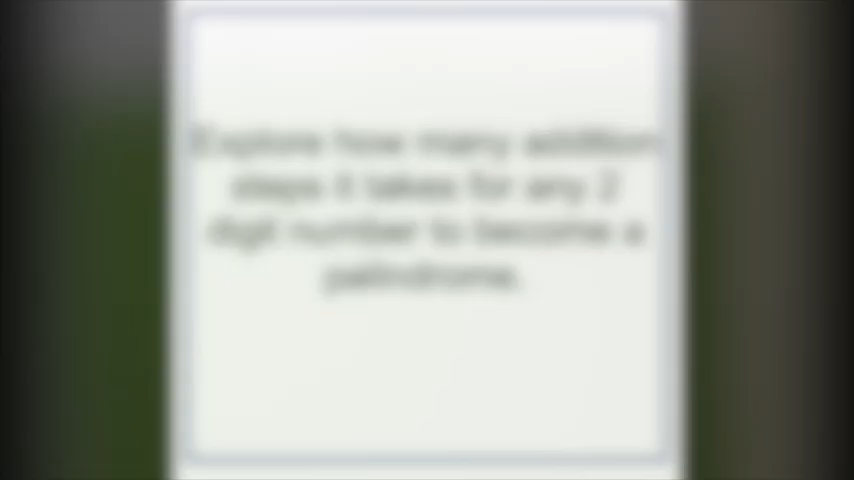 Explore how many addition
steps it takes for any 2
digit number to become a
palindrome.